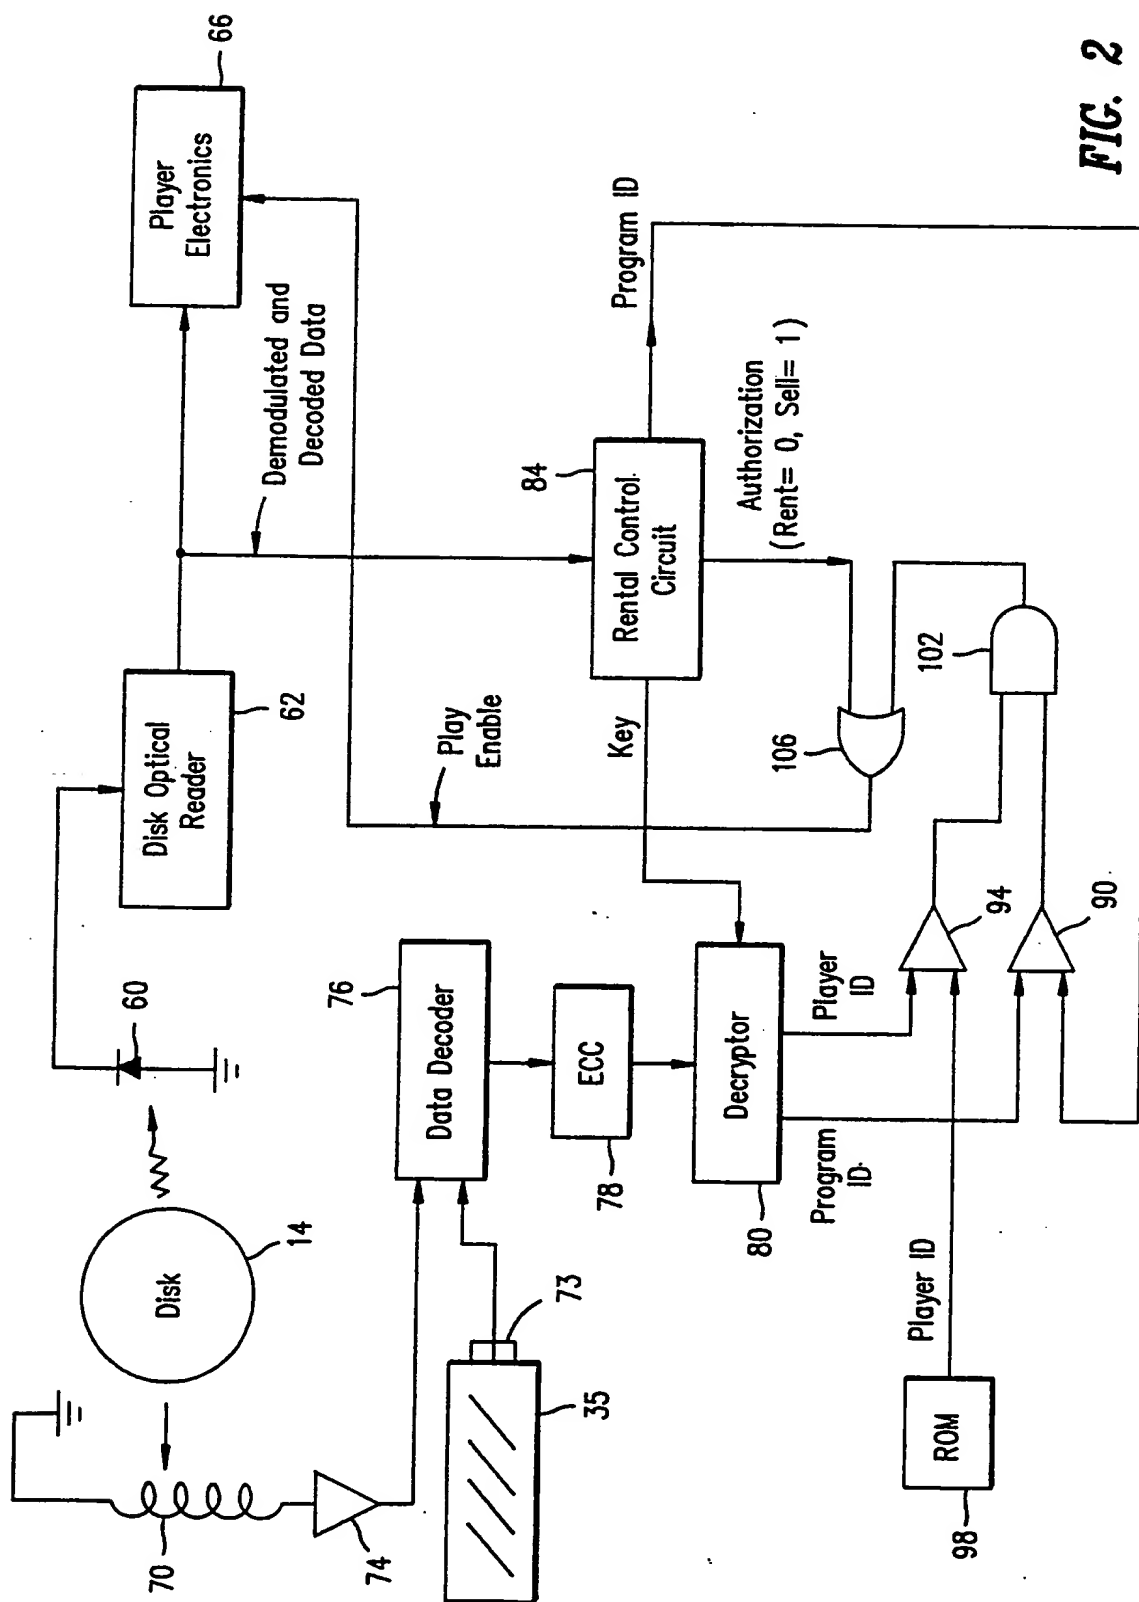 Disk
14
60
Disk Optical
Reader
62
Player
Electronics
66
Demodulated and
Decoded Data
70
74
35
73
Data Decoder
76
ECC
78
Decryptor
80
Key
Play
Enable
Rental Control.
Circuit
84
Program ID
Authorization
(Rent= 0, Sell= 1)
106
102
Player
ID
Program
ID.
94
90
Player ID
ROM
98
FIG. 2